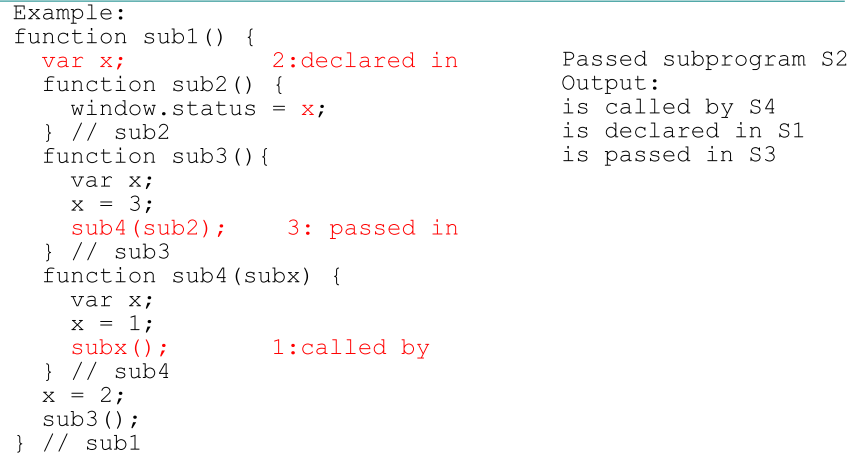 Example:
function sub1() {
  var x;          2:declared in
  function sub2() {
    window.status = x;
  } // sub2
  function sub3(){
    var x;
    x = 3;
    sub4(sub2);    3: passed in
  } // sub3
  function sub4(subx) {
    var x;
    x = 1;
    subx();       1:called by
  } // sub4
  x = 2;
  sub3();
} // sub1
Passed subprogram S2
Output:
is called by S4
is declared in S1
is passed in S3